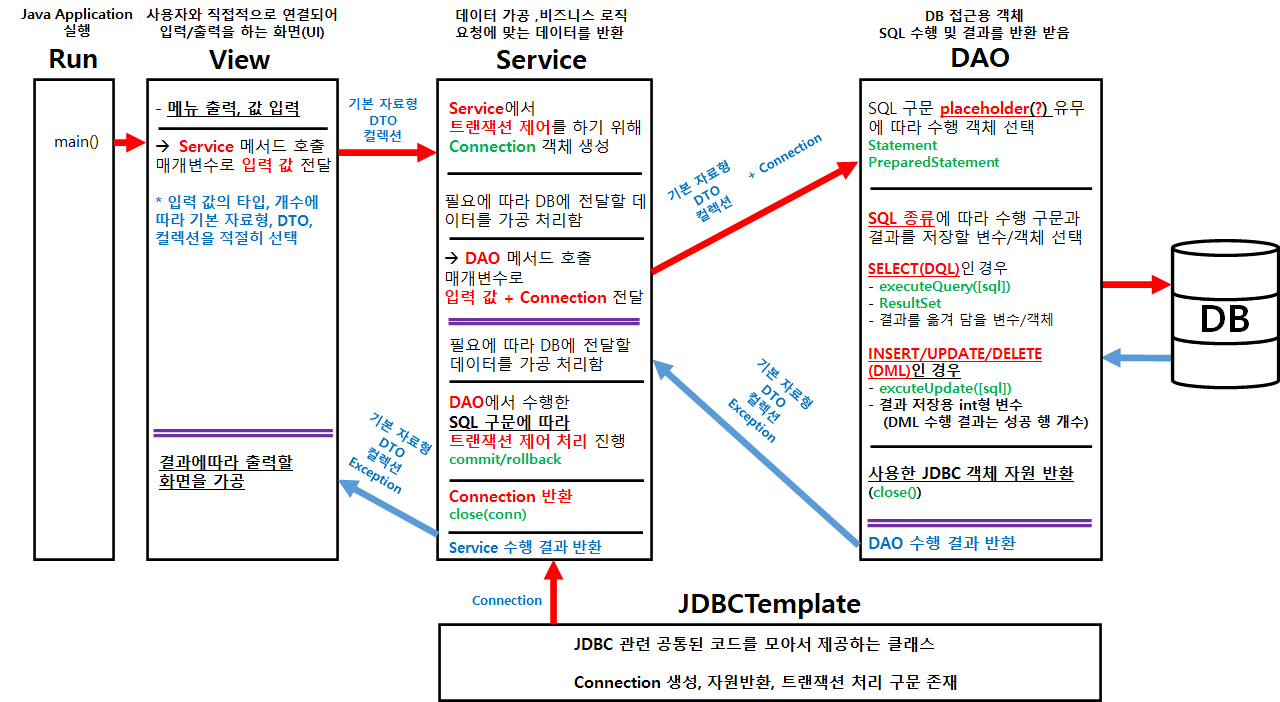 Java Application
실행
Run
main()
사용자와 직접적으로 연결되어
입력/출력을 하는 화면(UI)
View
- 메뉴 출력, 값 입력
→ Service 메서드 호출
매개변수로 입력 값 전달
* 입력 값의 타입, 개수에
따라 기본 자료형, DTO,
컬렉션을 적절히 선택
결과에따라 출력할
화면을 가공
기본 자료형
DTO
컬렉션
기본 자료형
DTO
컬렉션
Exception
데이터 가공 ,비즈니스 로직
요청에 맞는 데이터를 반환
Service
Service에서
트랜잭션 제어를 하기 위해
Connection 객체 생성
필요에 따라 DB에 전달할 데
이터를 가공 처리함
→ DAO 메서드 호출
매개변수로
입력 값 + Connection 전달
필요에 따라 DB에 전달할
데이터를 가공 처리함
DAO에서 수행한
SQL 구문에 따라
트랜잭션 제어 처리 진행
commit/rollback
Connection 반환
close(conn)
Service 수행 결과 반환
기본 자료형
DTO
컬렉션
+ Connection
기본 자료형
DTO
컬렉션
Exception
DB 접근용 객체
SQL 수행 및 결과를 반환 받음
DAO
SQL 구문 placeholder(?) 유무
에 따라 수행 객체 선택
Statement
PreparedStatement
SQL 종류에 따라 수행 구문과
결과를 저장할 변수/객체 선택
SELECT(DQL)인 경우
- executeQuery([sql])
- ResultSet
- 결과를 옮겨 담을 변수/객체
INSERT/UPDATE/DELETE
(DML)인 경우
- excuteUpdate([sql])
- 결과 저장용 int형 변수
(DML 수행 결과는 성공 행 개수)
사용한 JDBC 객체 자원 반환
(close())
DAO 수행 결과 반환
DB
Connection
JDBCTemplate
JDBC 관련 공통된 코드를 모아서 제공하는 클래스
Connection 생성, 자원반환, 트랜잭션 처리 구문 존재